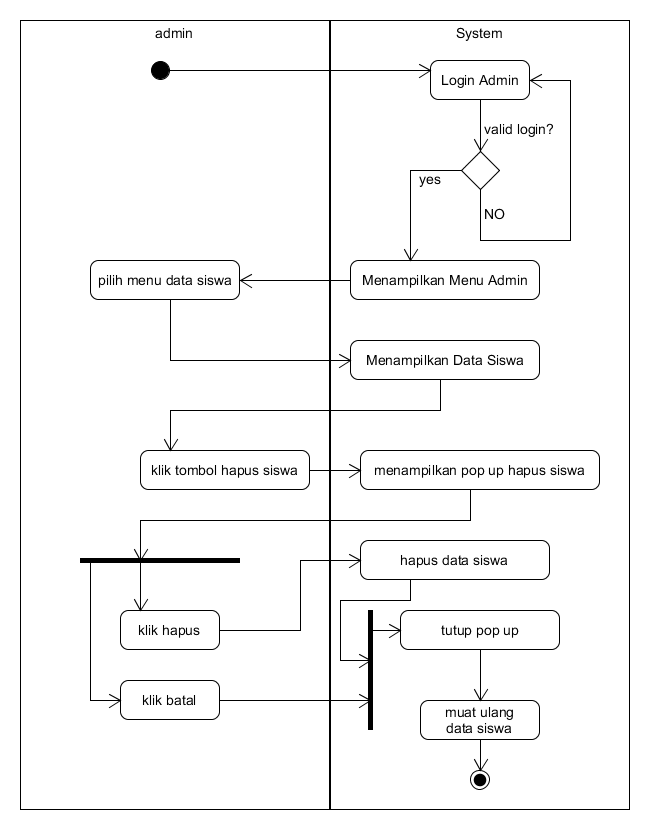 admin
System
Login Admin
valid login?
yes
NO
pilih menu data siswa
Menampilkan Menu Admin
Menampilkan Data Siswa
klik tombol hapus siswa
menampilkan pop up hapus siswa
hapus data siswa
klik hapus
tutup pop up
klik batal
muat ulang
data siswa